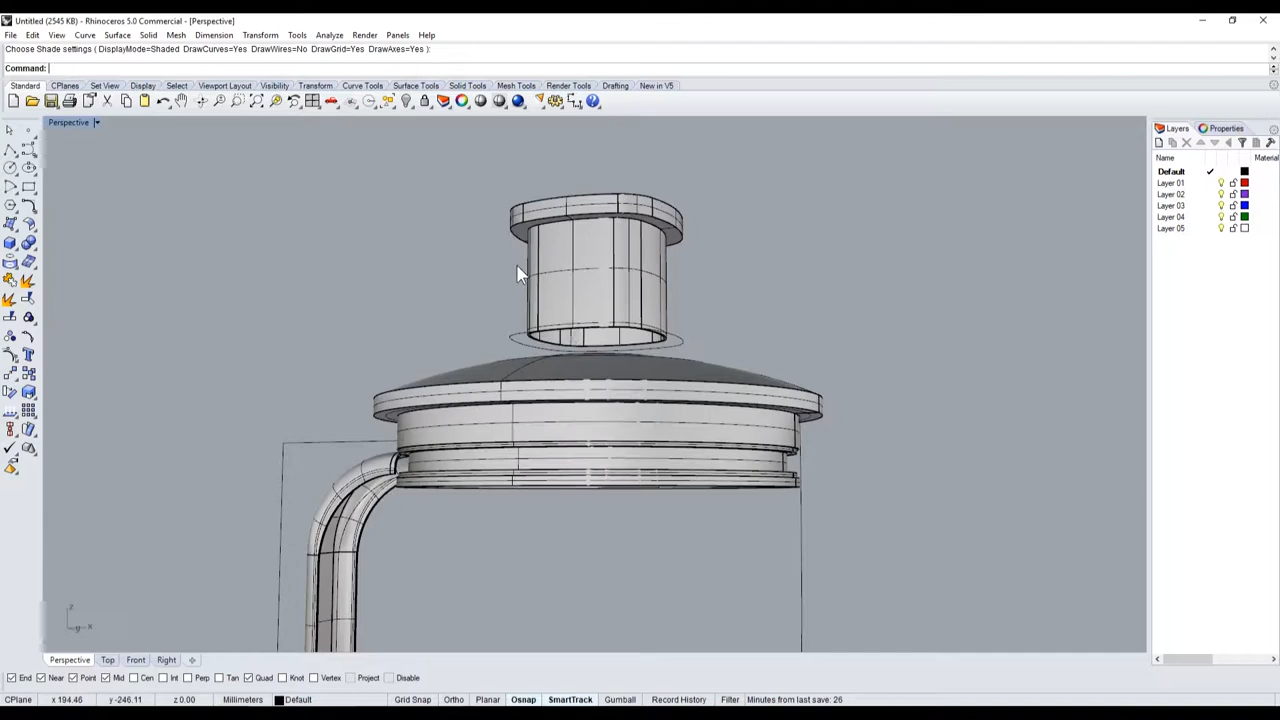 Untitled (2545 KB) - Rhinoceros 5.0 Commercial - [Perspective]
File Edit View Curve Surface Solid Mesh Dimension Transform Tools Analyze Render Panels Help
Choose Shade settings ( DisplayMode=Shaded DrawCurves=Yes DrawWires=No DrawGrid=Yes DrawAxes=Yes ):
Command:
Standard CPlanes Set View Display Select Viewport Layout Visibility Transform Curve Tools Surface Tools Solid Tools Mesh Tools Render Tools Drafting New in V5
Perspective
Layers Properties
Name Material
Default
Layer 01
Layer 02
Layer 03
Layer 04
Layer 05
z
y x
Perspective Top Front Right
End Near Point Mid Cen Int Perp Tan Quad Knot Vertex Project Disable
CPlane x 194.46 y -246.11 z 0.00 Millimeters Default Grid Snap Ortho Planar Osnap SmartTrack Gumball Record History Filter Minutes from last save: 26